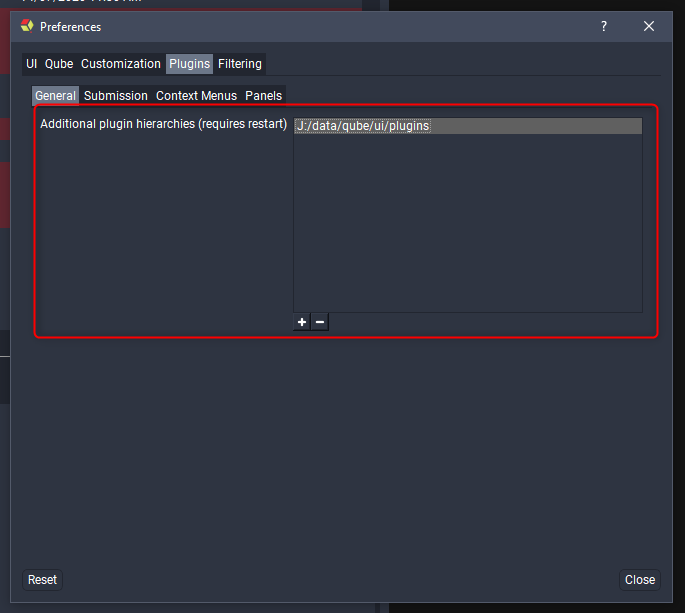 Preferences
?
UI Qube Customization Plugins Filtering
General Submission Context Menus Panels
Additional plugin hierarchies (requires restart)
J:/data/qube/ui/plugins
Reset
Close